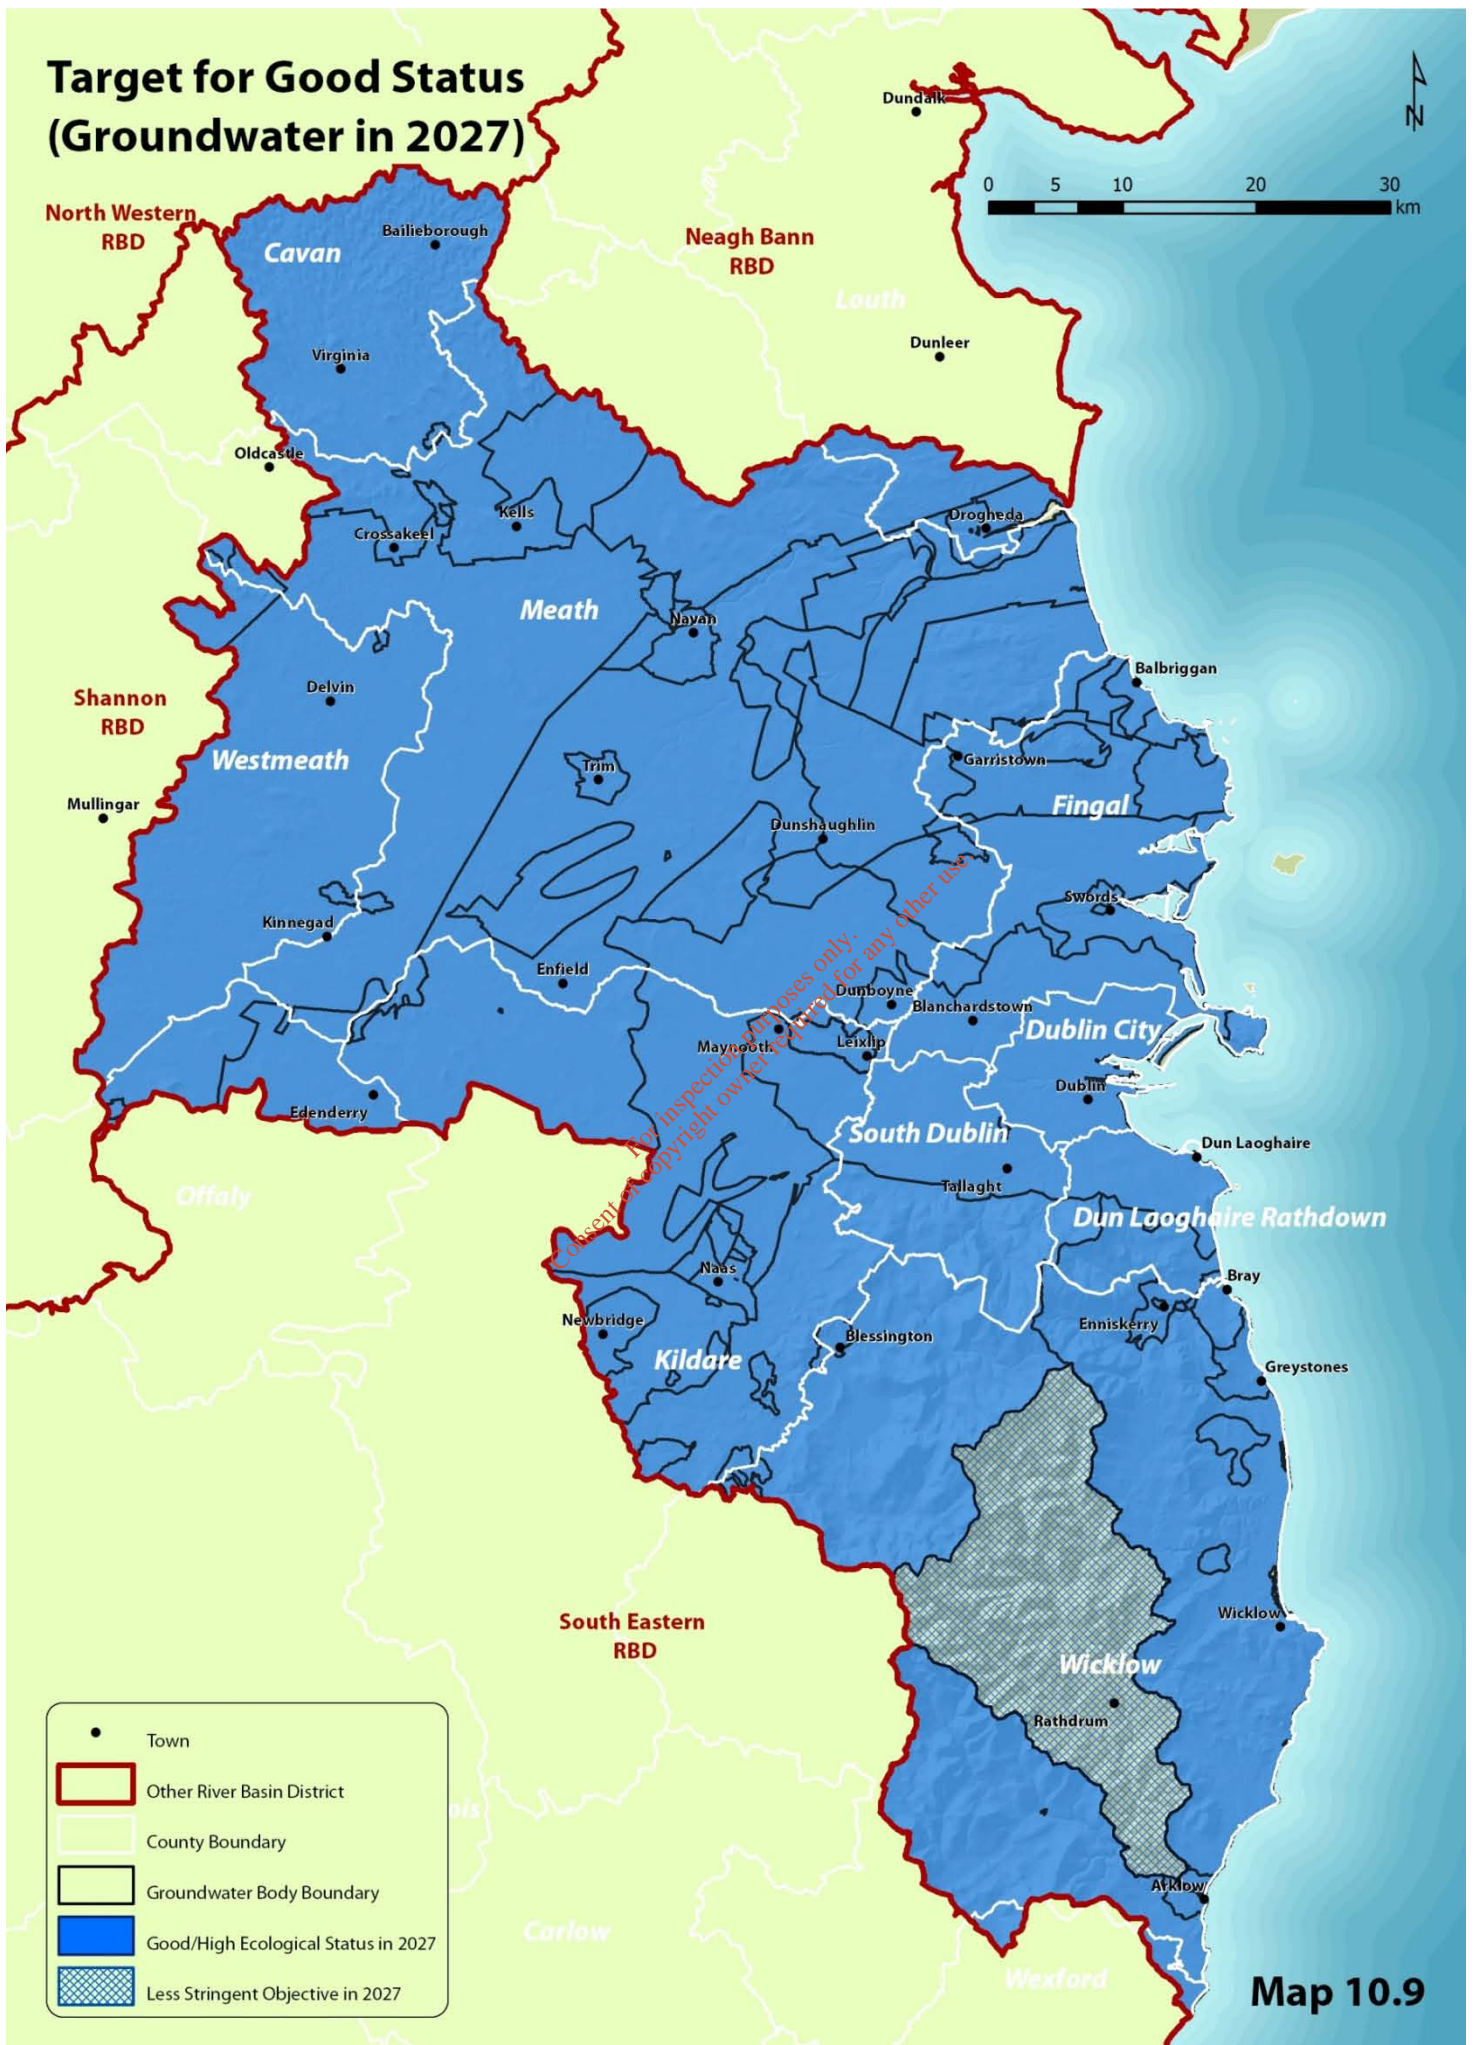 Target for Good Status
(Groundwater in 2027)
N
0 5 10 20 30
km
Dundalk
North Western
RBD
Cavan
Bailieborough
Neagh Bann
RBD
Louth
Dunleer
Virginia
Oldcastle
Kells
Crossakeel
Drogheda
Meath
Navan
Balbriggan
Delvin
Shannon
RBD
Westmeath
Garristown
Trim
Mullingar
Fingal
Dunshaughlin
Swords
Kinnegad
Enfield
Dunboyne
Blanchardstown
Dublin City
Maynooth
Leixlip
Dublin
Edenderry
South Dublin
Dun Laoghaire
Tallaght
Offaly
Dun Laoghaire Rathdown
For inspection purposes only.
Consent of copyright owner required for any other use.
Naas
Bray
Newbridge
Enniskerry
Blessington
Kildare
Greystones
Wicklow
South Eastern
RBD
Wicklow
Rathdrum
Arklow
Carlow
Wexford
Town
Other River Basin District
County Boundary
ois
Groundwater Body Boundary
Good/High Ecological Status in 2027
Less Stringent Objective in 2027
Map 10.9